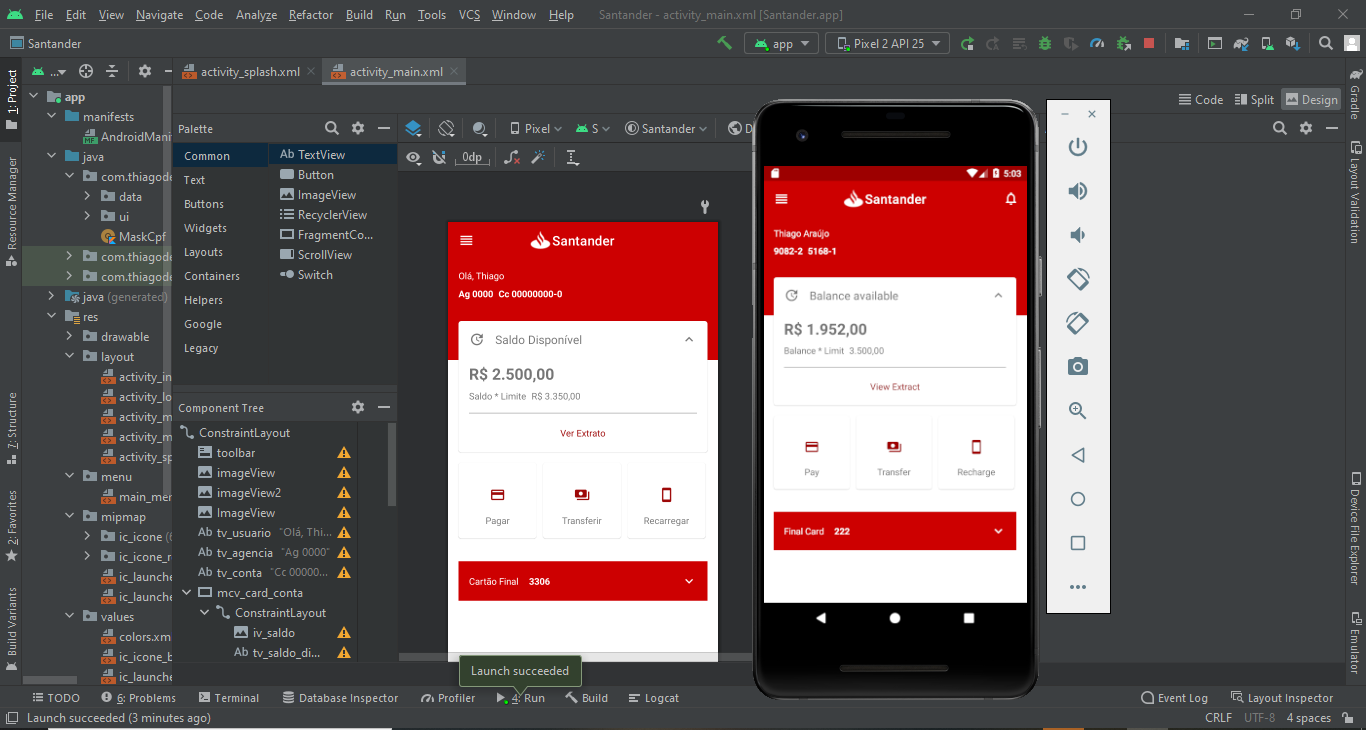 File Edit View Navigate Code Analyze Refactor Build Run Tools VCS Window Help Santander - activity_main.xml [Santander.app]
Santander
app
Pixel 2 API 25
1: Project
Resource Manager
7: Structure
2: Favorites
Build Variants
...
activity_splash.xml
activity_main.xml
app
manifests
AndroidMani
java
com.thiagode
data
ui
MaskCpf
com.thiagode
com.thiagode
java (generated)
res
drawable
layout
activity_in
activity_lo
activity_m
activity_m
activity_sp
menu
main_men
mipmap
ic_icone (6
ic_icone_r
ic_launche
ic_launche
values
colors.xm
ic_icone_b
ic_launche
Code Split Design
Palette
Common
Text
Buttons
Widgets
Layouts
Containers
Helpers
Google
Legacy
Ab TextView
Button
ImageView
RecyclerView
FragmentCo...
ScrollView
Switch
Component Tree
ConstraintLayout
toolbar
imageView
imageView2
ImageView
Ab tv_usuario "Olá, Thi...
Ab tv_agencia "Ag 0000"
Ab tv_conta "Cc 00000...
mcv_card_conta
ConstraintLayout
iv_saldo
Ab tv_saldo_di...
Pixel
S
Santander
D
0dp
Santander
Olá, Thiago
Ag 0000 Cc 00000000-0
Saldo Disponível
R$ 2.500,00
Saldo * Limite R$ 3.350,00
Ver Extrato
Pagar
Transferir
Recarregar
Cartão Final 3306
5:03
Santander
Thiago Araújo
9082-2 5168-1
Balance available
R$ 1.952,00
Balance * Limit 3.500,00
View Extract
Pay
Transfer
Recharge
Final Card 222
Gradle
Layout Validation
Device File Explorer
Emulator
Launch succeeded
TODO
6: Problems
Terminal
Database Inspector
Profiler
4: Run
Build
Logcat
Event Log
Layout Inspector
Launch succeeded (3 minutes ago)
CRLF UTF-8 4 spaces